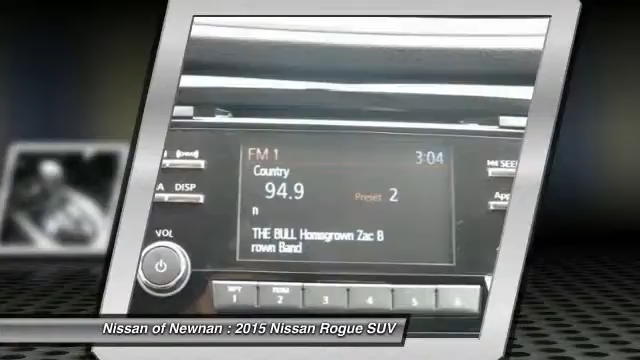 FM 1 3:04
Country
94.9 Preset 2
n
THE BULL Homegrown Zac B
rown Band
SEE
A DISP
VOL
1 2 3 4 5 6
Nissan of Newnan : 2015 Nissan Rogue SUV